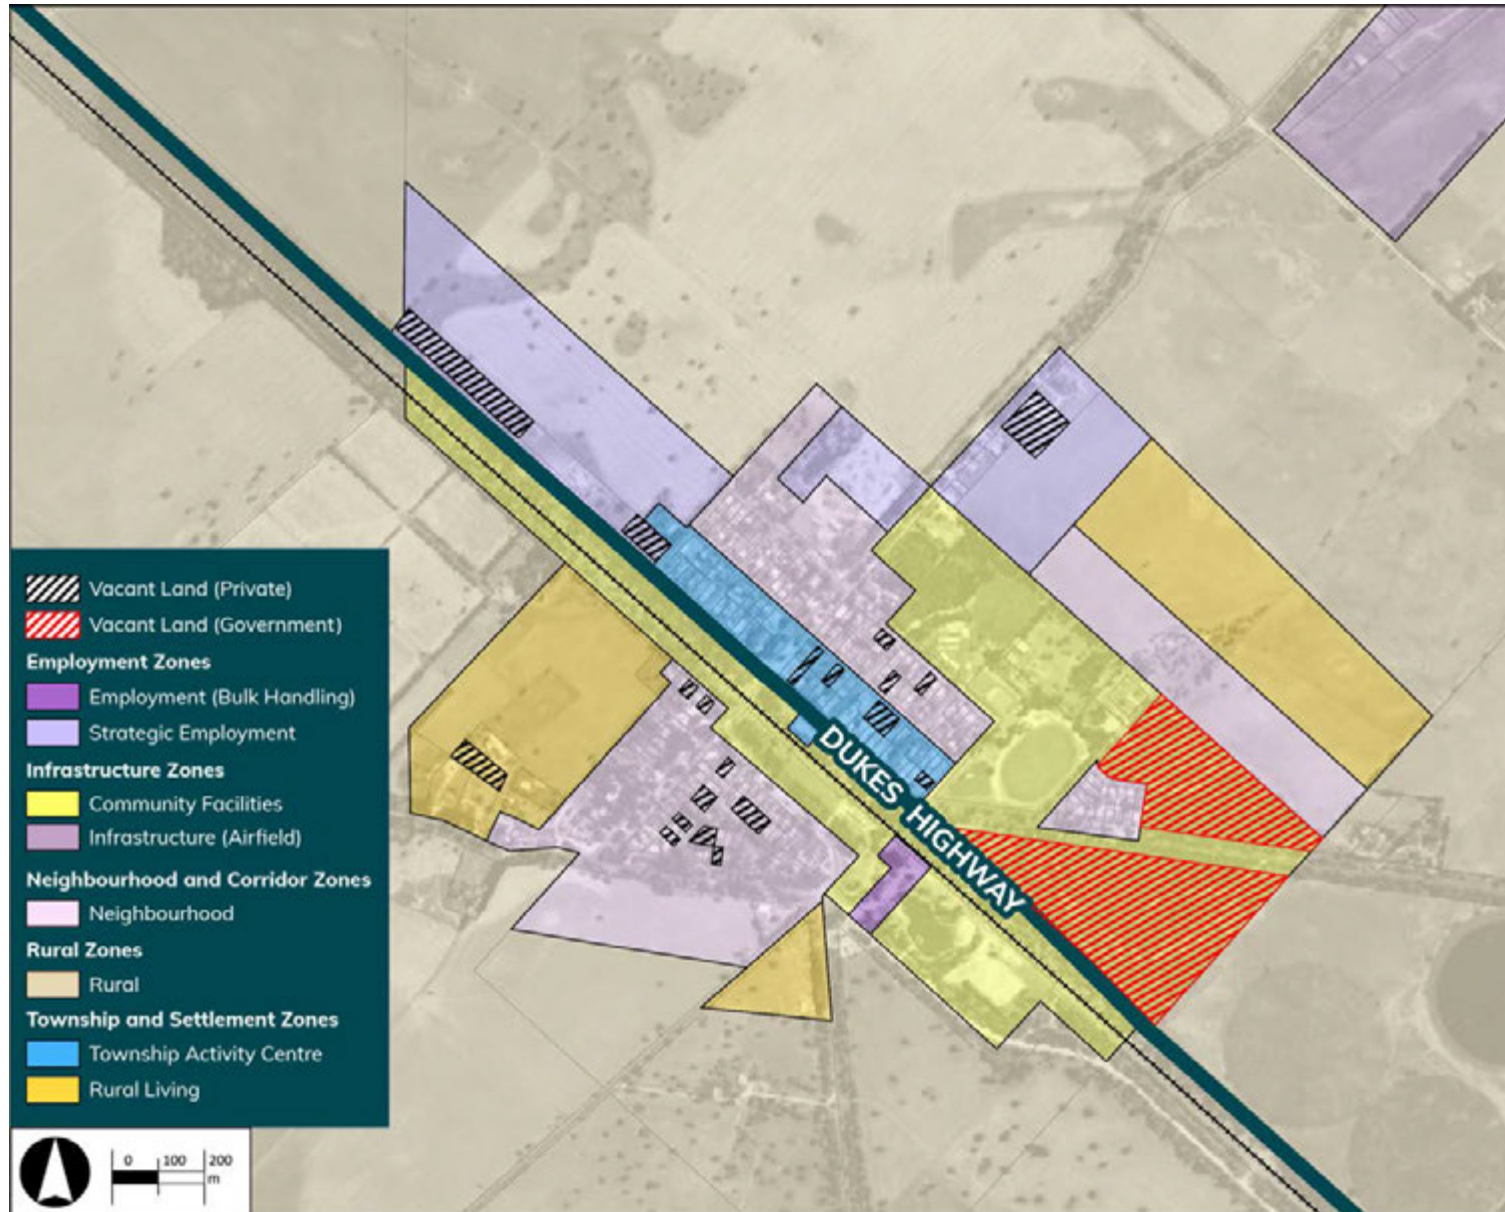 DUKES HIGHWAY
Vacant Land (Private)
Vacant Land (Government)
Employment Zones
Employment (Bulk Handling)
Strategic Employment
Infrastructure Zones
Community Facilities
Infrastructure (Airfield)
Neighbourhood and Corridor Zones
Neighbourhood
Rural Zones
Rural
Township and Settlement Zones
Township Activity Centre
Rural Living
0 100 200
m